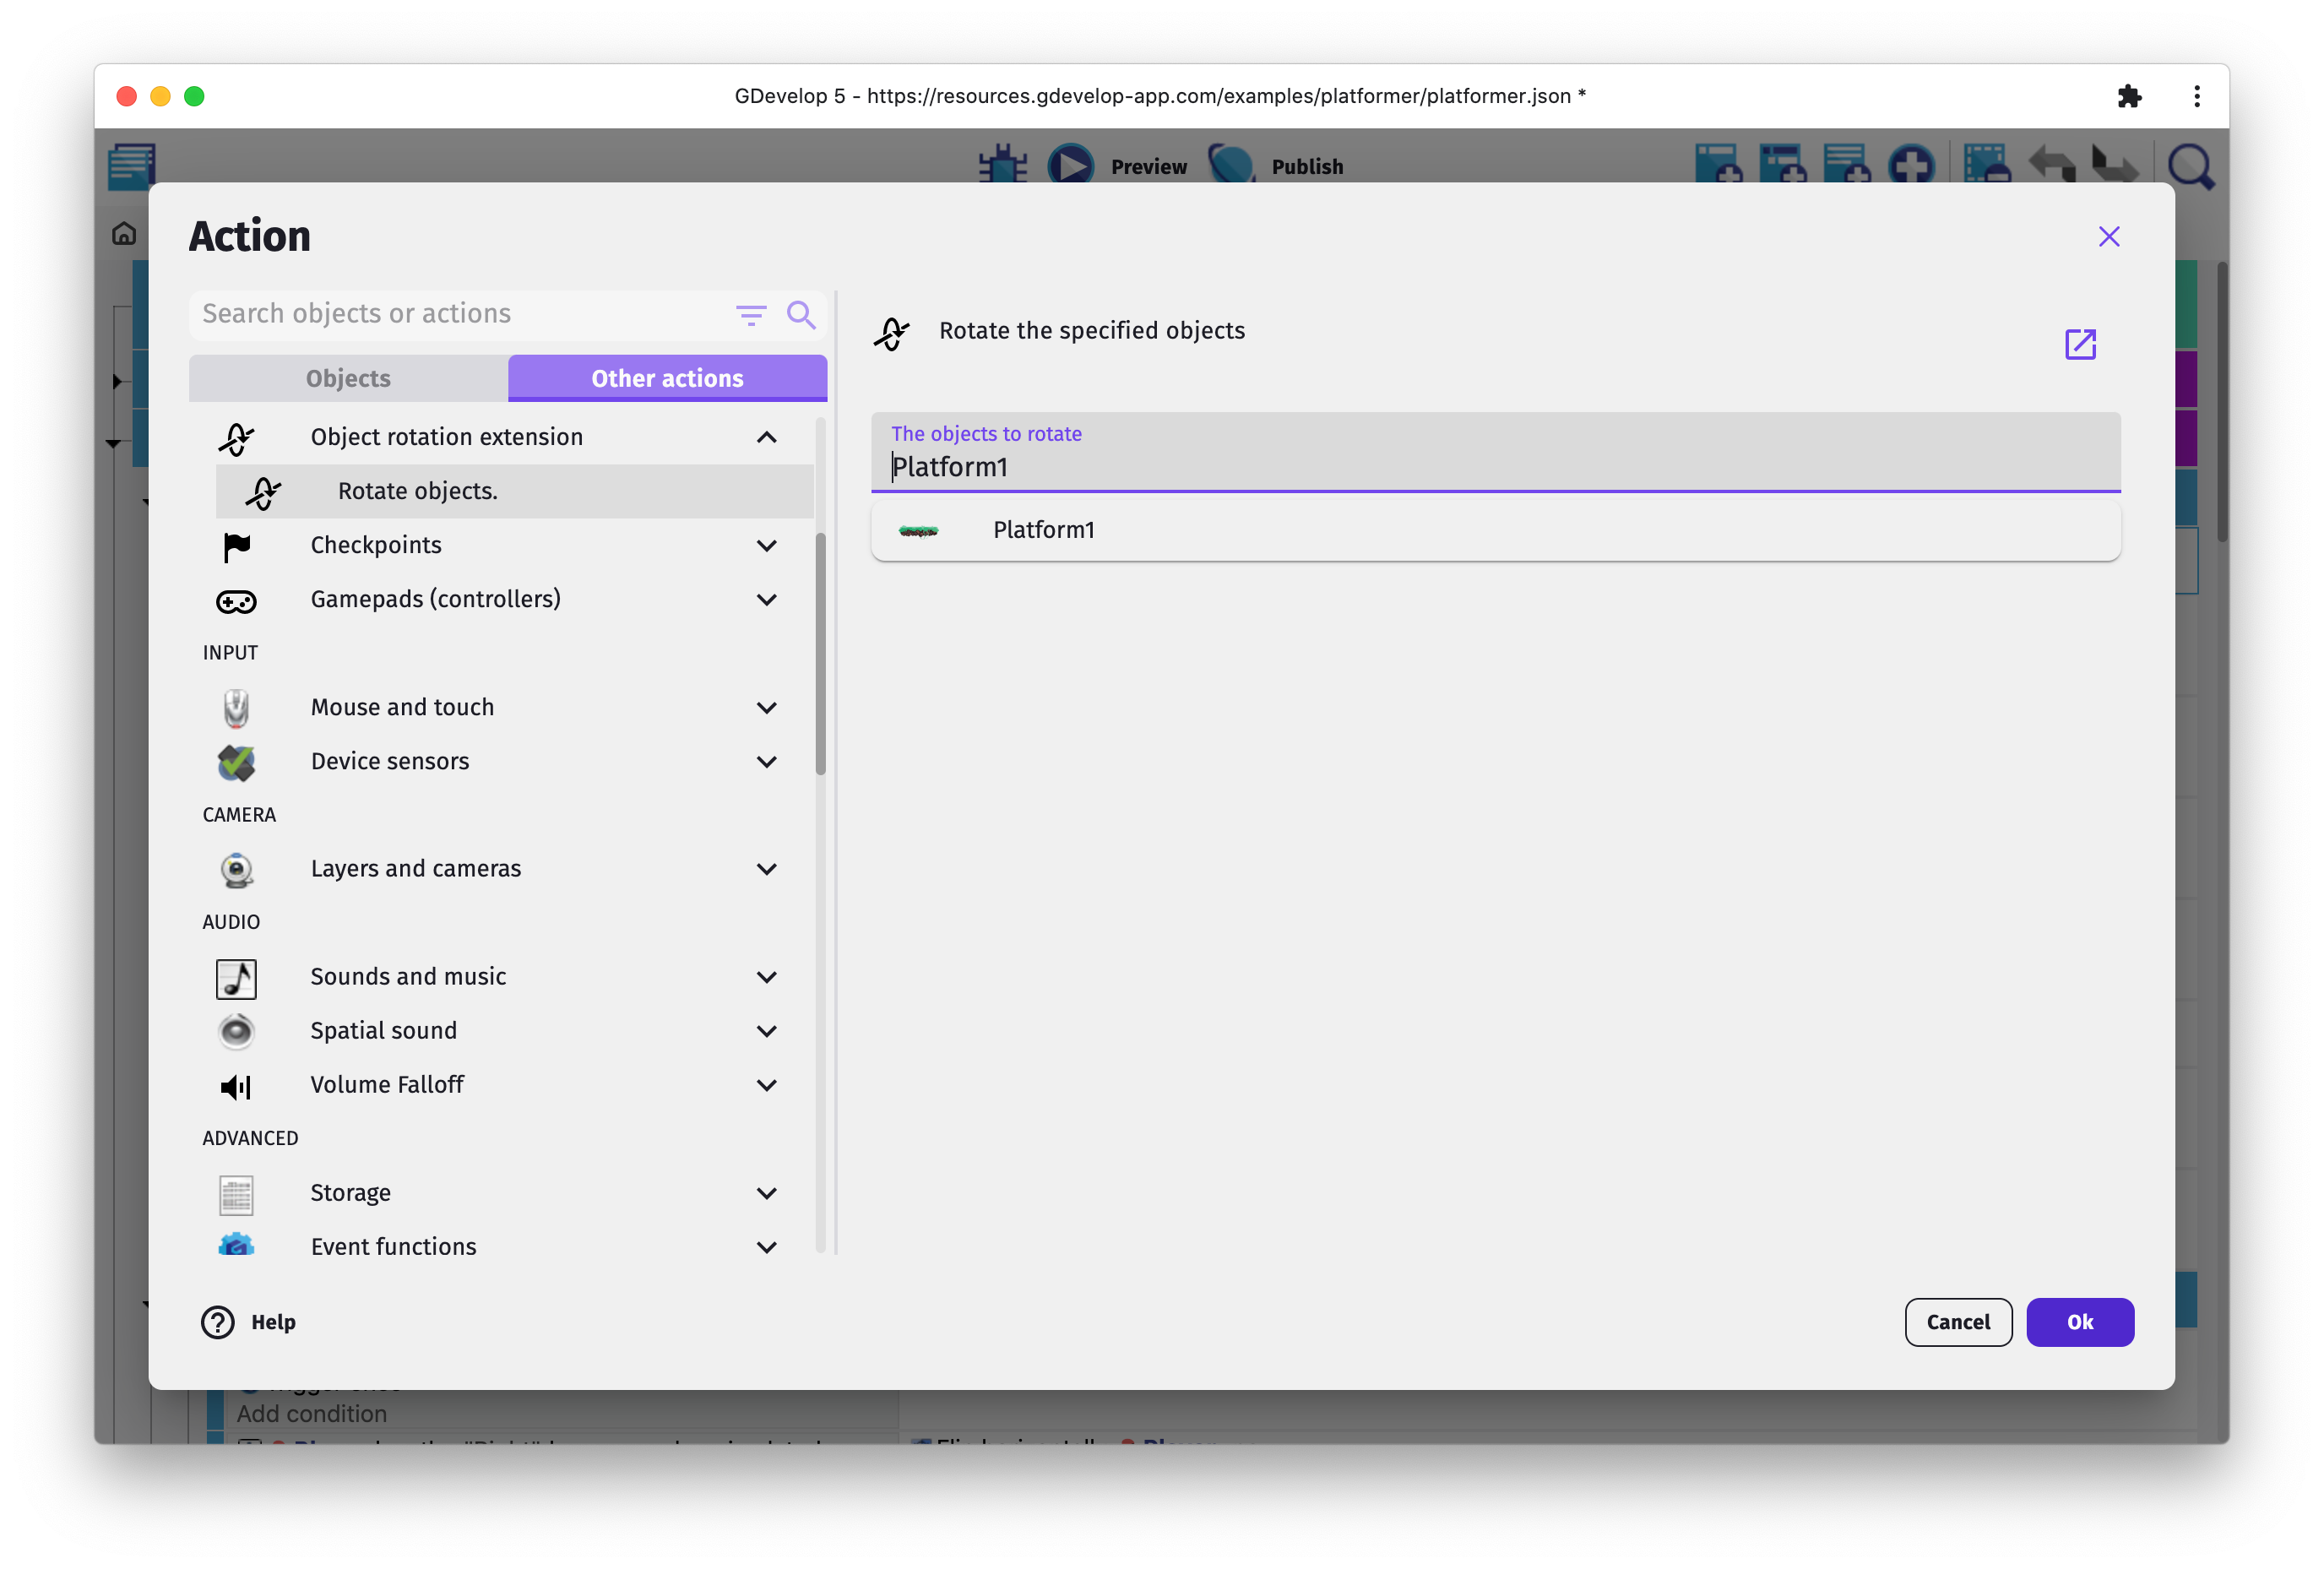 GDevelop 5 - https://resources.gdevelop-app.com/examples/platformer/platformer.json *
Preview
Publish
Action
Search objects or actions
Objects
Other actions
Object rotation extension
Rotate objects.
Checkpoints
Gamepads (controllers)
INPUT
Mouse and touch
Device sensors
CAMERA
Layers and cameras
AUDIO
Sounds and music
Spatial sound
Volume Falloff
ADVANCED
Storage
Event functions
Rotate the specified objects
The objects to rotate
Platform1
Platform1
Help
Cancel
Ok
Add condition